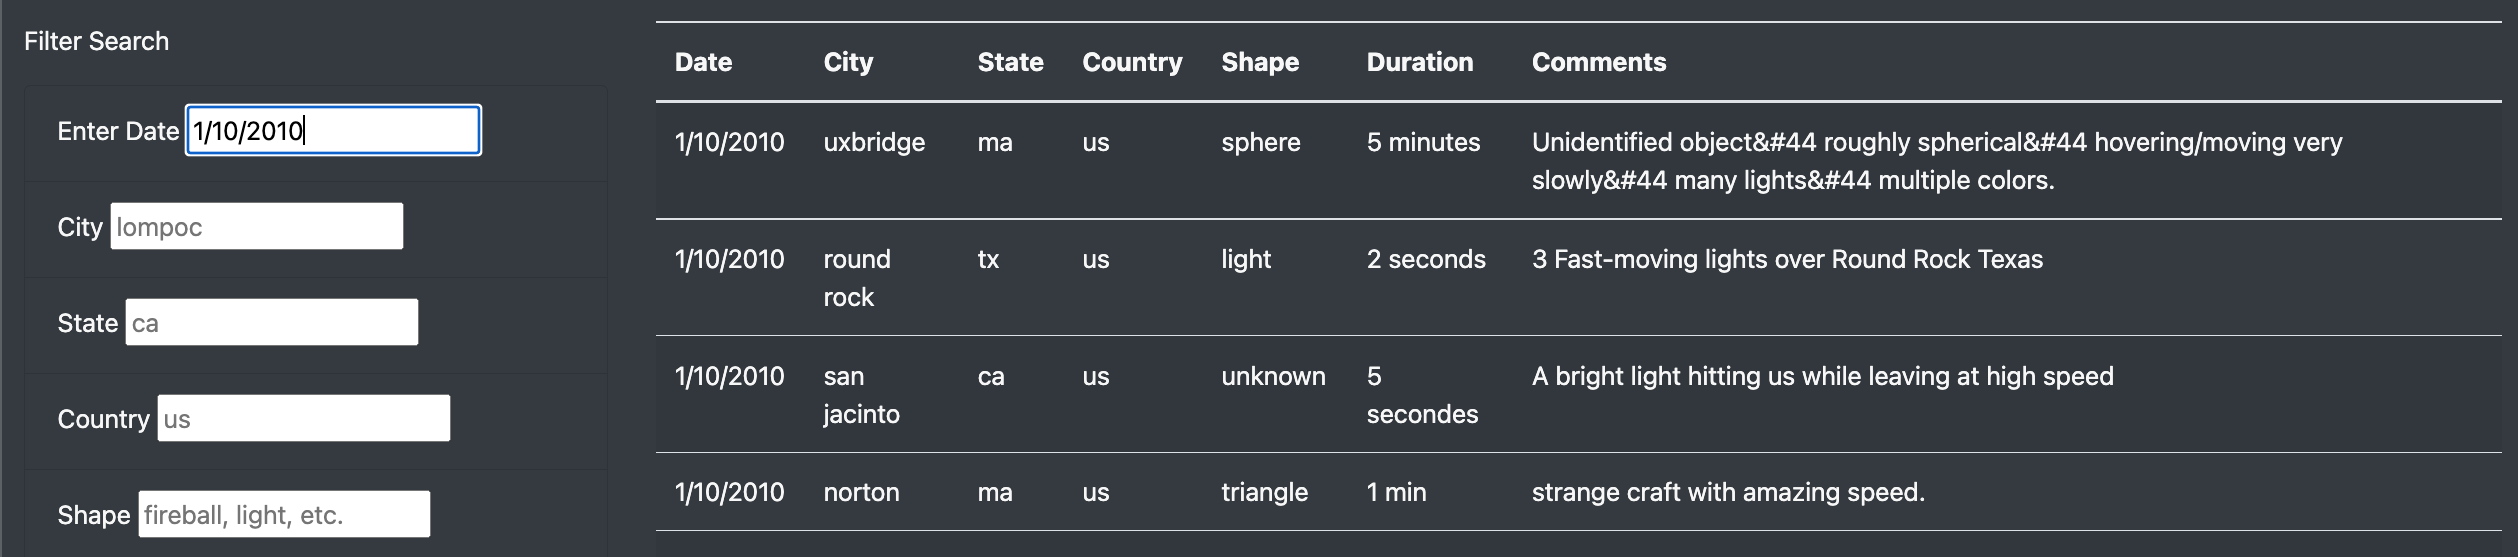 Filter Search
Enter Date 1/10/2010
City lompoc
State ca
Country us
Shape fireball, light, etc.
Date City State Country Shape Duration Comments
1/10/2010 uxbridge ma us sphere 5 minutes Unidentified object&#44 roughly spherical&#44 hovering/moving very
slowly&#44 many lights&#44 multiple colors.
1/10/2010 round tx us light 2 seconds 3 Fast-moving lights over Round Rock Texas
rock
1/10/2010 san ca us unknown 5 A bright light hitting us while leaving at high speed
jacinto secondes
1/10/2010 norton ma us triangle 1 min strange craft with amazing speed.